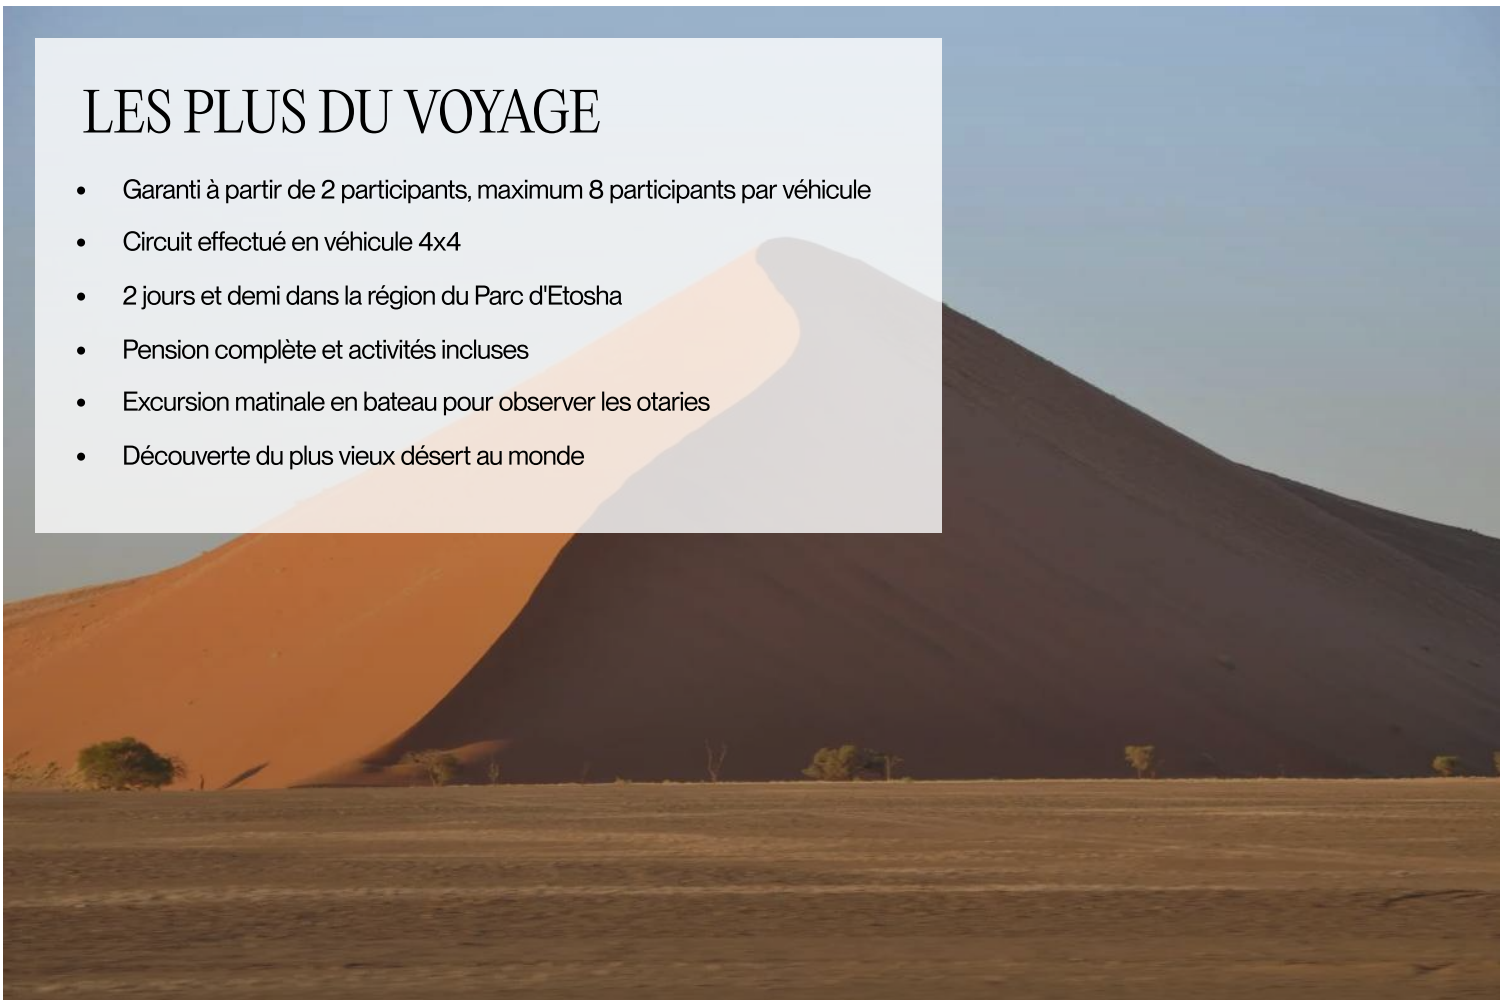 LES PLUS DU VOYAGE
• Garanti à partir de 2 participants, maximum 8 participants par véhicule
• Circuit effectué en véhicule 4x4
• 2 jours et demi dans la région du Parc d'Etosha
• Pension complète et activités incluses
• Excursion matinale en bateau pour observer les otaries
• Découverte du plus vieux désert au monde